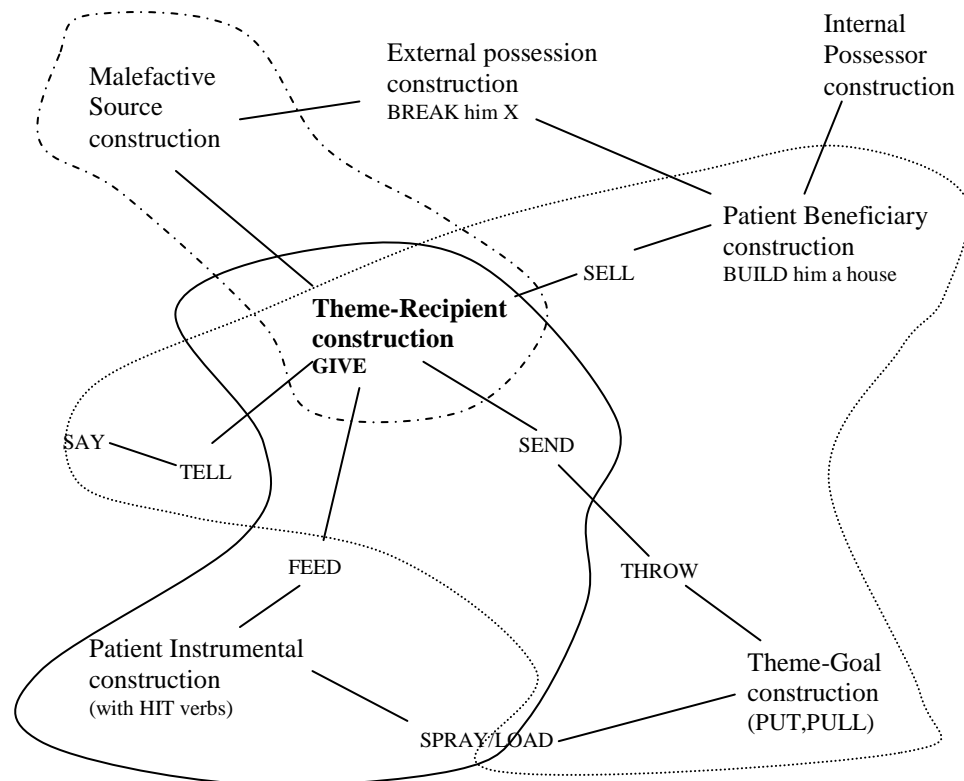 Internal
Possessor
construction
External possession
construction
BREAK him X
Malefactive
Source
construction
Patient Beneficiary
construction
BUILD him a house
SELL
Theme-Recipient
construction
GIVE
SAY
TELL
SEND
FEED
THROW
Patient Instrumental
construction
(with HIT verbs)
Theme-Goal
construction
(PUT,PULL)
SPRAY/LOAD